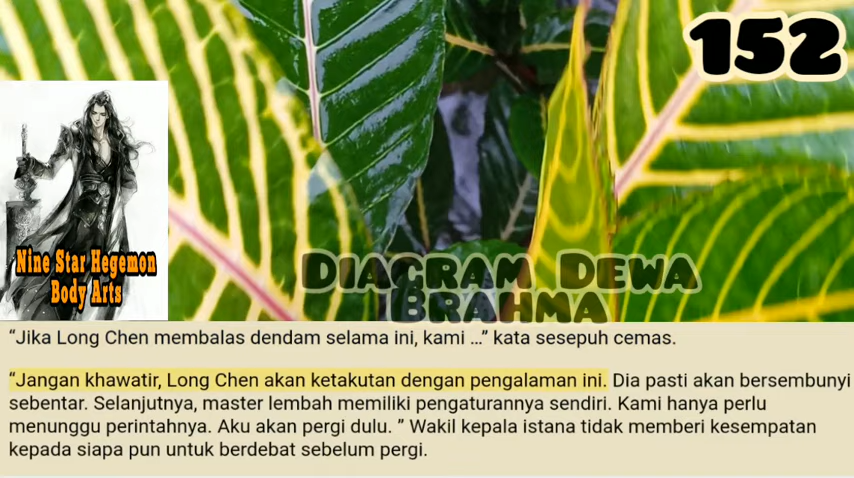 152
Nine Star Hegemon
Body Arts
Diagram Dewa
Brahma
“Jika Long Chen membalas dendam selama ini, kami ...” kata sesepuh cemas.
“Jangan khawatir, Long Chen akan ketakutan dengan pengalaman ini. Dia pasti akan bersembunyi
sebentar. Selanjutnya, master lembah memiliki pengaturannya sendiri. Kami hanya perlu
menunggu perintahnya. Aku akan pergi dulu. ” Wakil kepala istana tidak memberi kesempatan
kepada siapa pun untuk berdebat sebelum pergi.